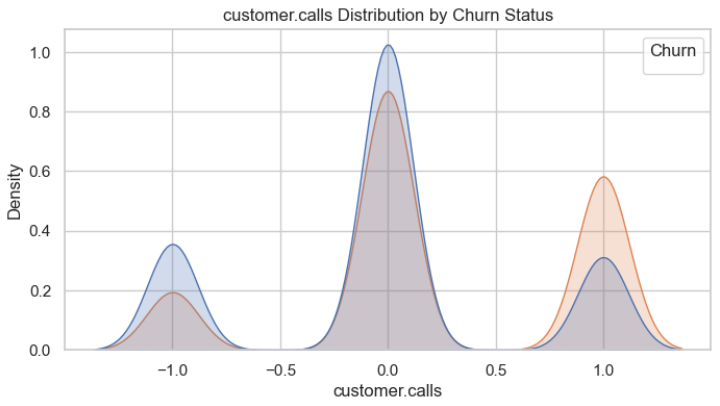 customer.calls Distribution by Churn Status
Churn
1.0
0.8
0.6
0.4
0.2
0.0
Density
−1.0 −0.5 0.0 0.5 1.0
customer.calls